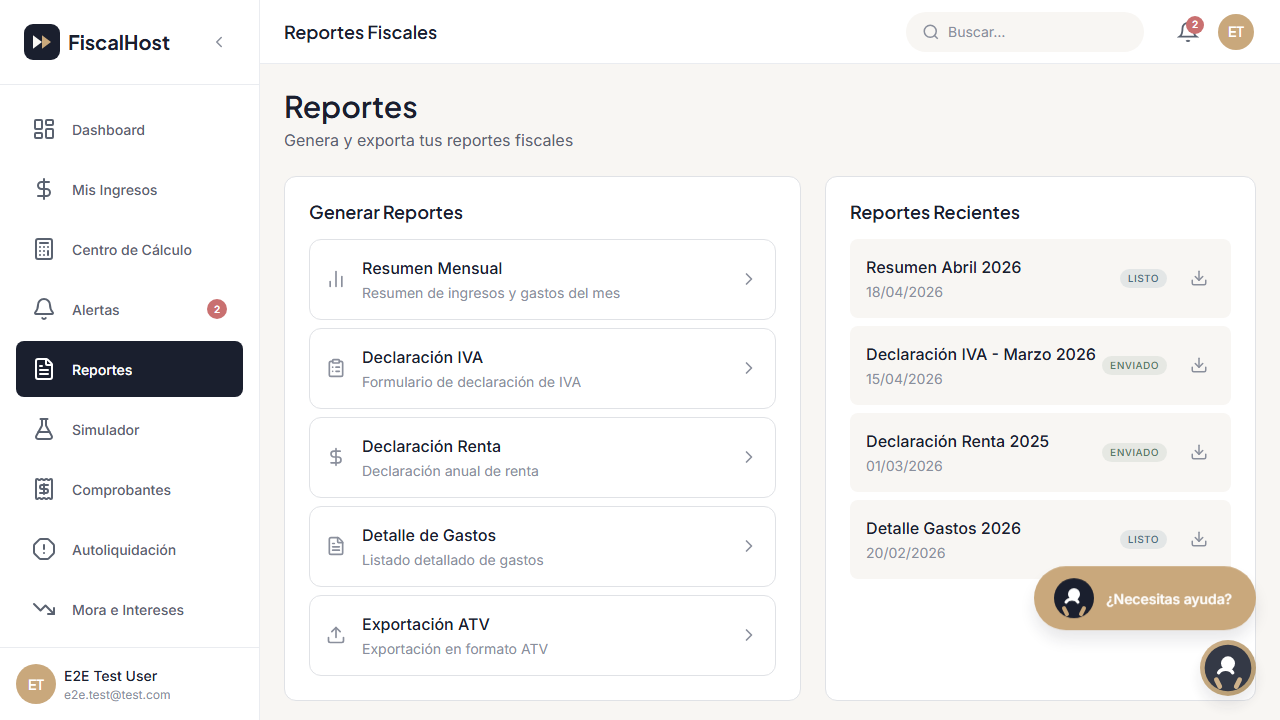 FiscalHost
Dashboard
Mis Ingresos
Centro de Cálculo
Alertas
2
Reportes
Simulador
Comprobantes
Autoliquidación
Mora e Intereses
ET
E2E Test User
e2e.test@test.com
Reportes Fiscales
Buscar...
2
ET
Reportes
Genera y exporta tus reportes fiscales
Generar Reportes
Resumen Mensual
Resumen de ingresos y gastos del mes
Declaración IVA
Formulario de declaración de IVA
Declaración Renta
Declaración anual de renta
Detalle de Gastos
Listado detallado de gastos
Exportación ATV
Exportación en formato ATV
Reportes Recientes
Resumen Abril 2026
18/04/2026
LISTO
Declaración IVA - Marzo 2026
15/04/2026
ENVIADO
Declaración Renta 2025
01/03/2026
ENVIADO
Detalle Gastos 2026
20/02/2026
LISTO
¿Necesitas ayuda?